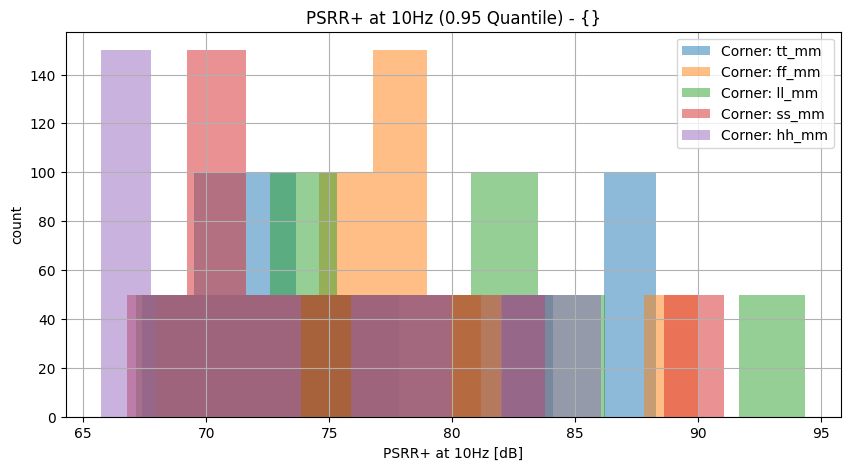 PSRR+ at 10Hz (0.95 Quantile) - {}
Corner: tt_mm
Corner: ff_mm
Corner: ll_mm
Corner: ss_mm
Corner: hh_mm
count
140
120
100
80
60
40
20
0
65 70 75 80 85 90 95
PSRR+ at 10Hz [dB]